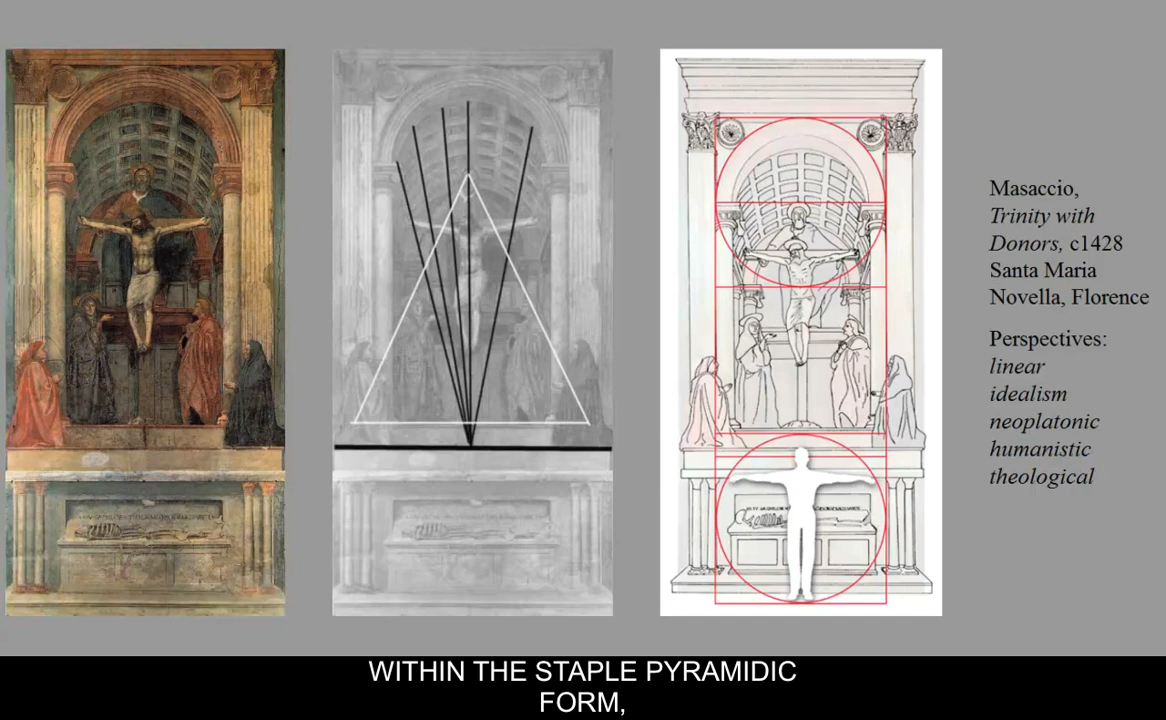 Masaccio,
Trinity with
Donors, c1428
Santa Maria
Novella, Florence
Perspectives:
linear
idealism
neoplatonic
humanistic
theological
WITHIN THE STAPLE PYRAMIDIC
FORM,